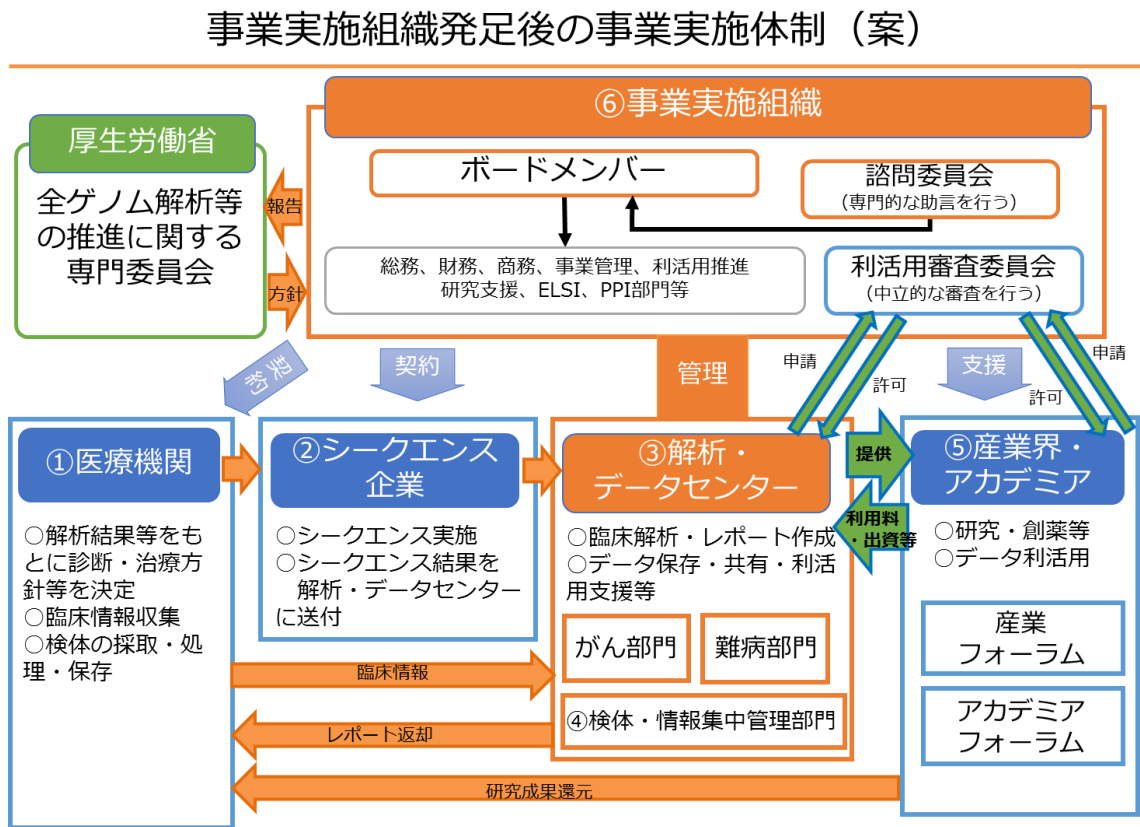 事業実施組織発足後の事業実施体制（案）
⑥事業実施組織
厚生労働省
全ゲノム解析等
の推進に関する
専門委員会
報告
方針
ボードメンバー
諮問委員会
（専門的な助言を行う）
総務、財務、商務、事業管理、利活用推進
研究支援、ELSI、PPI部門等
利活用審査委員会
（中立的な審査を行う）
契約
契約
管理
申請
許可
支援
申請
許可
①医療機関
○解析結果等をも
とに診断・治療方
針等を決定
○臨床情報収集
○検体の採取・処
理・保存
②シークエンス
企業
○シークエンス実施
○シークエンス結果を
解析・データセンター
に送付
③解析・
データセンター
○臨床解析・レポート作成
○データ保存・共有・利活
用支援等
がん部門
難病部門
④検体・情報集中管理部門
提供
利用料
・出資等
⑤産業界・
アカデミア
○研究・創薬等
○データ利活用
産業
フォーラム
アカデミア
フォーラム
臨床情報
レポート返却
研究成果還元